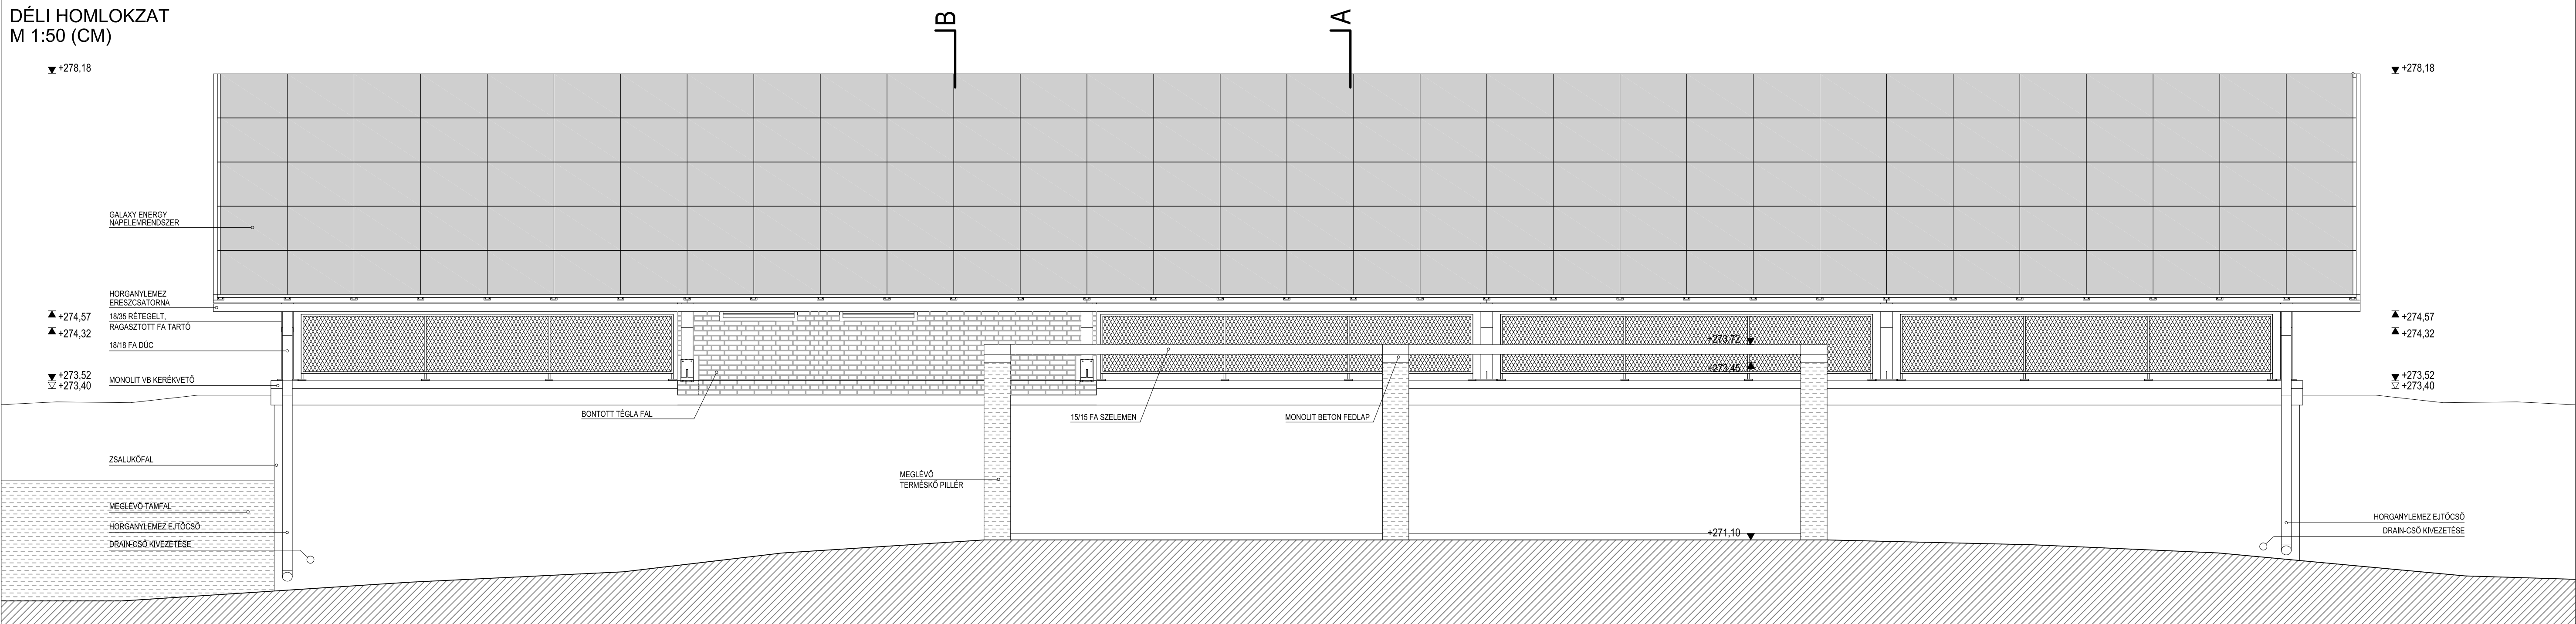 DÉLI HOMLOKZAT
M 1:50 (CM)
B
A
+278,18
+278,18
GALAXY ENERGY
NAPELEMRENDSZER
HORGANYLEMEZ
ERESZCSATORNA
+274,57
18/35 RÉTEGELT,
RAGASZTOTT FA TARTÓ
+274,32
18/18 FA DÚC
+273,52
+273,40
MONOLIT VB KERÉKVETŐ
+274,57
+274,32
+273,52
+273,40
+273,72
+273,45
BONTOTT TÉGLA FAL
15/15 FA SZELEMEN
MONOLIT BETON FEDLAP
ZSALUKŐFAL
MEGLÉVŐ
TERMÉSKŐ PILLÉR
MEGLÉVŐ TÁMFAL
HORGANYLEMEZ EJTŐCSŐ
DRAIN-CSŐ KIVEZETÉSE
+271,10
HORGANYLEMEZ EJTŐCSŐ
DRAIN-CSŐ KIVEZETÉSE